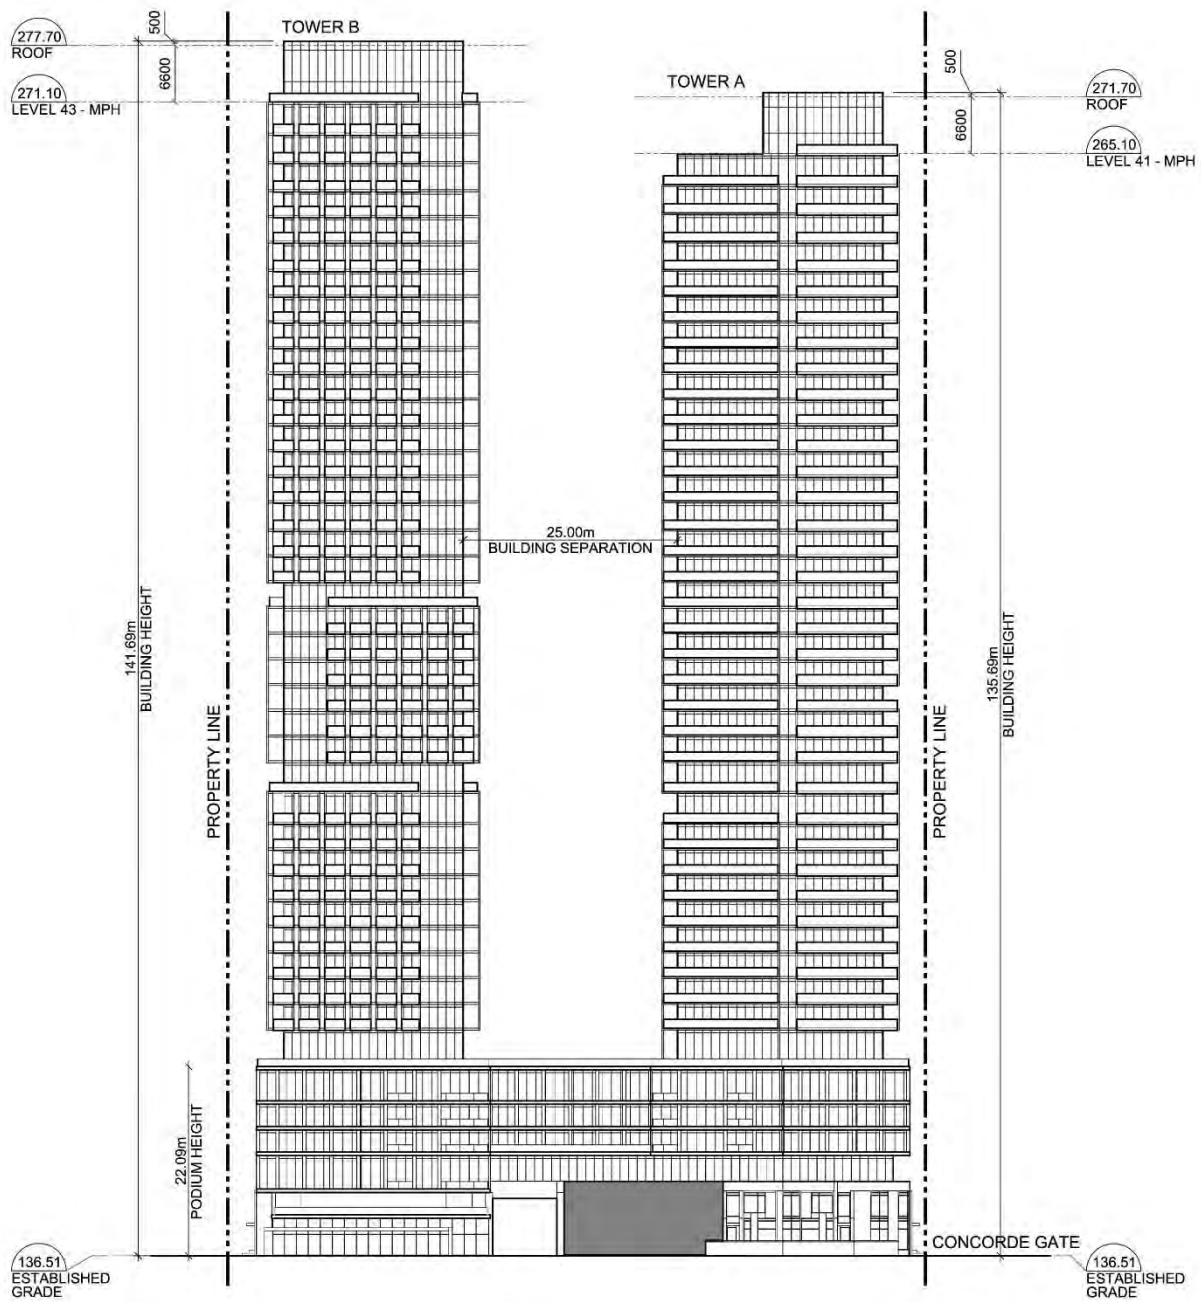 TOWER B
277.70
ROOF
500
6600
271.10
LEVEL 43 - MPH
TOWER A
500
271.70
ROOF
6600
265.10
LEVEL 41 - MPH
25.00m
BUILDING SEPARATION
141.69m
BUILDING HEIGHT
135.69m
BUILDING HEIGHT
PROPERTY LINE
PROPERTY LINE
22.09m
PODIUM HEIGHT
CONCORDE GATE
136.51
ESTABLISHED
GRADE
136.51
ESTABLISHED
GRADE